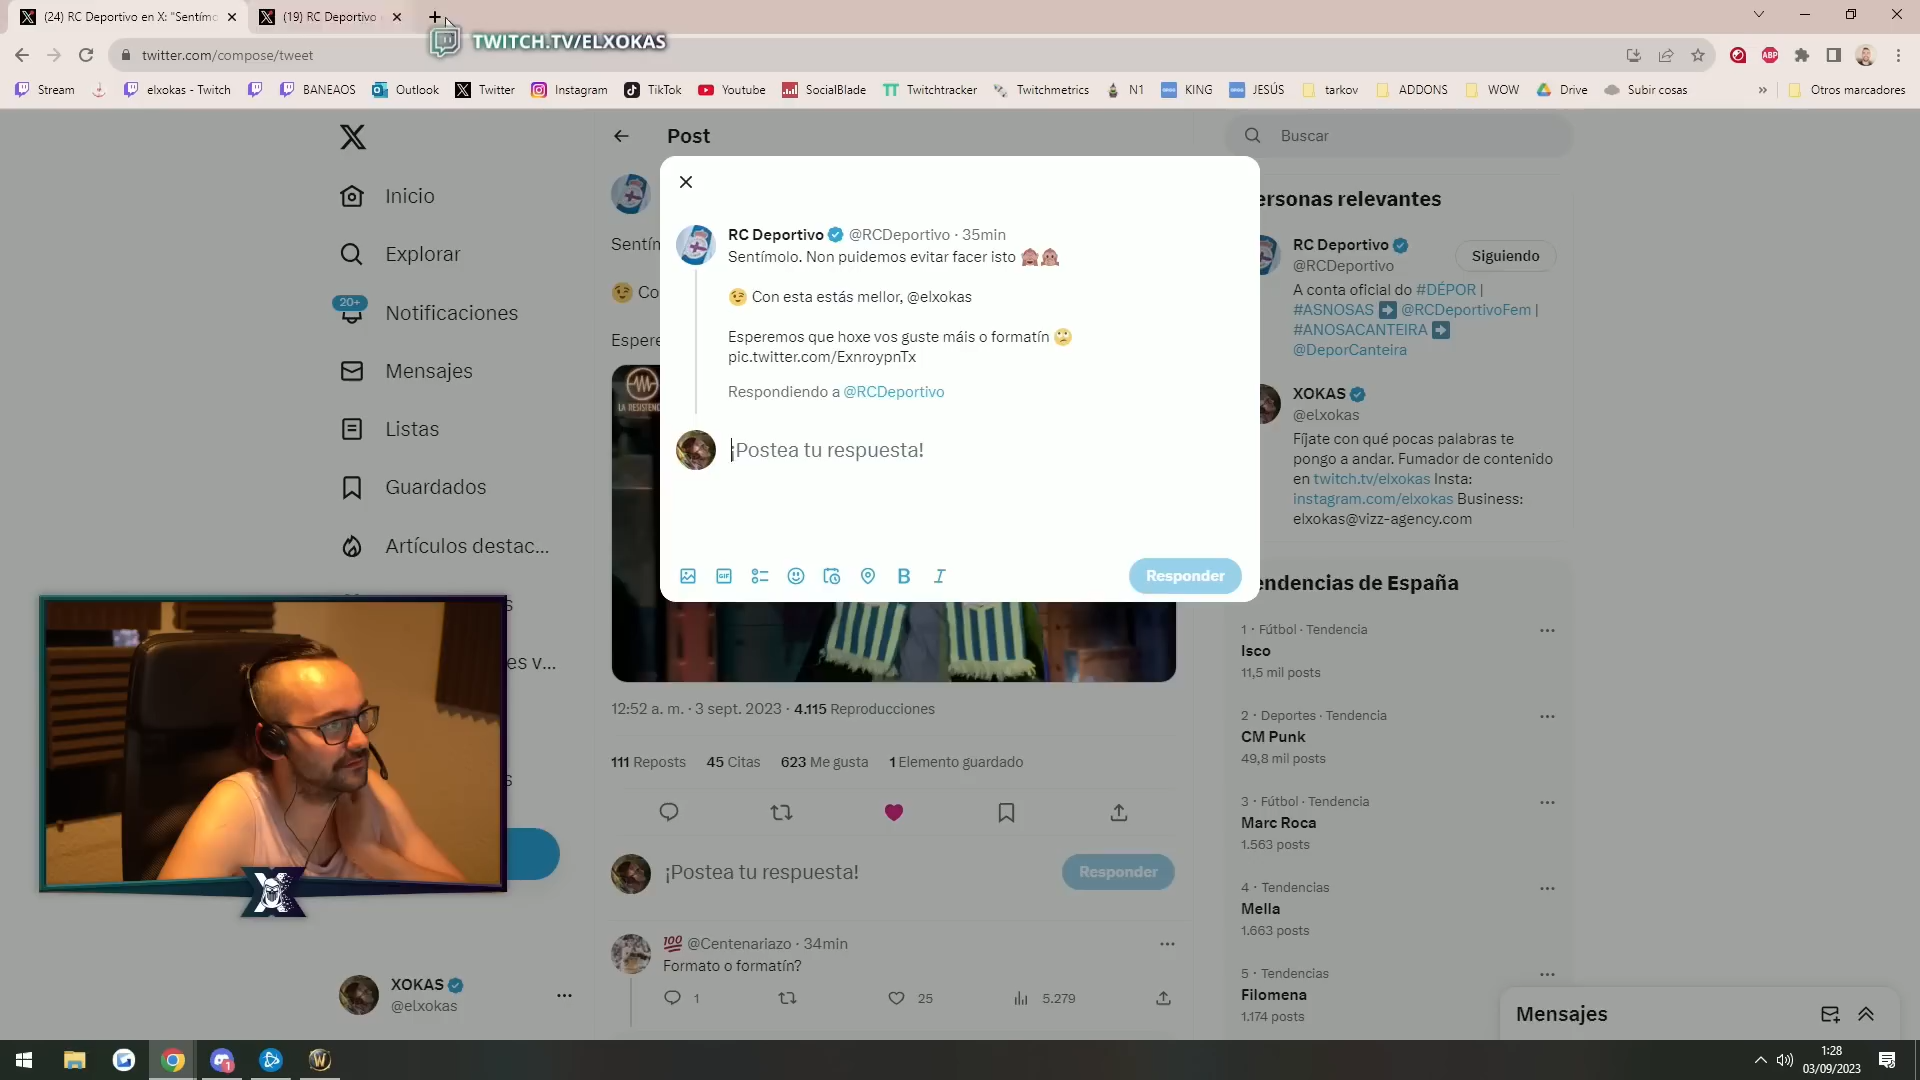 (24) RC Deportivo en X: "Sentímo
(19) RC Deportivo
TWITCH.TV/ELXOKAS
twitter.com/compose/tweet
ABP
Stream
elxokas - Twitch
BANEAOS
Outlook
Twitter
Instagram
TikTok
Youtube
SocialBlade
Twitchtracker
Twitchmetrics
N1
KING
JESÚS
tarkov
ADDONS
WOW
Drive
Subir cosas
»
Otros marcadores
Inicio
Explorar
20+
Notificaciones
Mensajes
Listas
Guardados
Artículos destac...
es v...
XOKAS
@elxokas
Post
Sentím
Co
Espere
LA RESISTENC
RC Deportivo @RCDeportivo · 35min
Sentímolo. Non puidemos evitar facer isto 🙈🙊
😉 Con esta estás mellor, @elxokas
Esperemos que hoxe vos guste máis o formatín 🙄
pic.twitter.com/ExnroypnTx
Respondiendo a @RCDeportivo
¡Postea tu respuesta!
GIF
B I
Responder
12:52 a. m. · 3 sept. 2023 · 4.115 Reproducciones
111 Reposts 45 Citas 623 Me gusta 1 Elemento guardado
¡Postea tu respuesta!
Responder
💯 @Centenariazo · 34min
Formato o formatín?
1
25
5.279
Buscar
ersonas relevantes
RC Deportivo
@RCDeportivo
Siguiendo
A conta oficial do #DÉPOR |
#ASNOSAS ➡️ @RCDeportivoFem |
#ANOSACANTEIRA ➡️
@DeporCanteira
XOKAS
@elxokas
Fíjate con qué pocas palabras te
pongo a andar. Fumador de contenido
en twitch.tv/elxokas Insta:
instagram.com/elxokas Business:
elxokas@vizz-agency.com
endencias de España
1 · Fútbol · Tendencia
Isco
11,5 mil posts
2 · Deportes · Tendencia
CM Punk
49,8 mil posts
3 · Fútbol · Tendencia
Marc Roca
1.563 posts
4 · Tendencias
Mella
1.663 posts
5 · Tendencias
Filomena
1.174 posts
Mensajes
1
W
1:28
03/09/2023